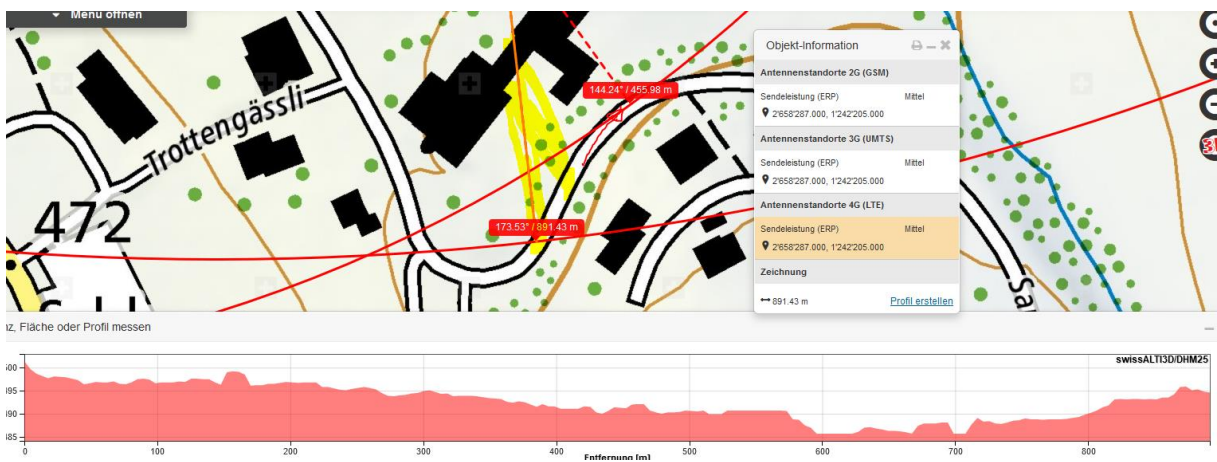 Menü öffnen
Trottengässli
472
144.24° / 455.98 m
173.53° / 891.43 m
Objekt-Information
Antennenstandorte 2G (GSM)
Sendeleistung (ERP) Mittel
2'658'287.000, 1'242'205.000
Antennenstandorte 3G (UMTS)
Sendeleistung (ERP) Mittel
2'658'287.000, 1'242'205.000
Antennenstandorte 4G (LTE)
Sendeleistung (ERP) Mittel
2'658'287.000, 1'242'205.000
Zeichnung
891.43 m Profil erstellen
Fläche oder Profil messen
swissALTI3D/DHM25
0 100 200 300 400 500 600 700 800
Entfernung [m]